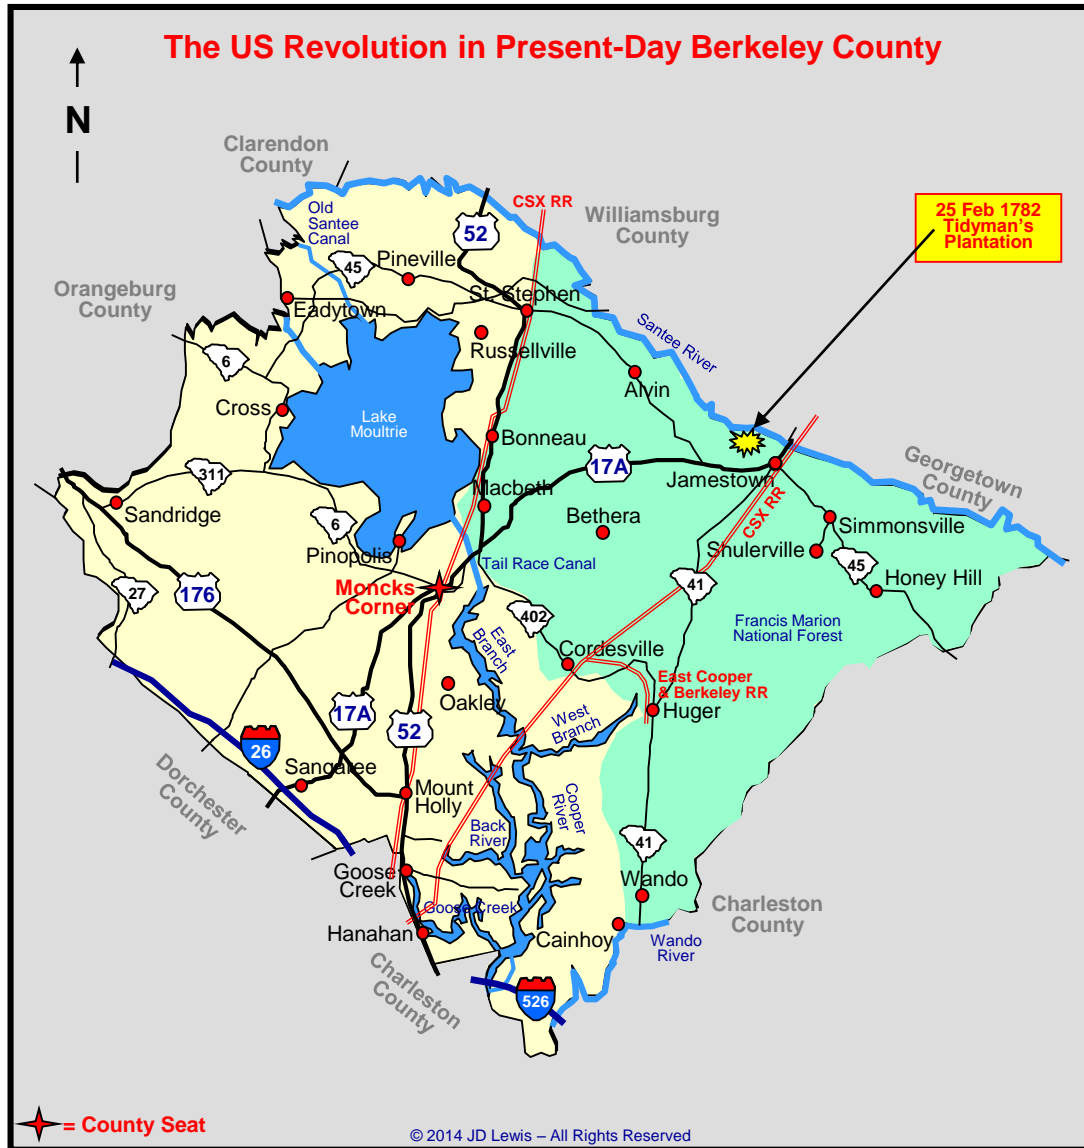 The US Revolution in Present-Day Berkeley County
N
Clarendon
County
CSX RR
Williamsburg
County
25 Feb 1782
Tidyman's
Plantation
Old
Santee
Canal
52
45
Pineville
Orangeburg
County
Eadytown
St. Stephen
Santee River
Russellville
6
Alvin
Cross
Lake
Moultrie
Bonneau
17A
Jamestown
Georgetown
County
311
Macbeth
CSX RR
Sandridge
6
Bethera
Simmonsville
Pinopolis
Shulerville
Tail Race Canal
45
27
176
Moncks
Corner
41
Honey Hill
402
Francis Marion
National Forest
East
Branch
Cordesville
East Cooper
& Berkeley RR
Oakley
17A
52
West
Branch
Huger
26
Sangaree
Dorchester
County
Mount
Holly
Cooper
River
Back
River
41
Goose
Creek
Wando
Goose Creek
Charleston
County
Hanahan
Cainhoy
Wando
River
Charleston
County
526
= County Seat
© 2014 JD Lewis – All Rights Reserved